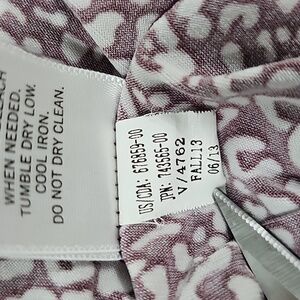 WHEN NEEDED.
TUMBLE DRY LOW.
COOL IRON.
DO NOT DRY CLEAN.
US/CDA: 676859-00
JPN: 743565-00
V/4762
FALL13
06/13